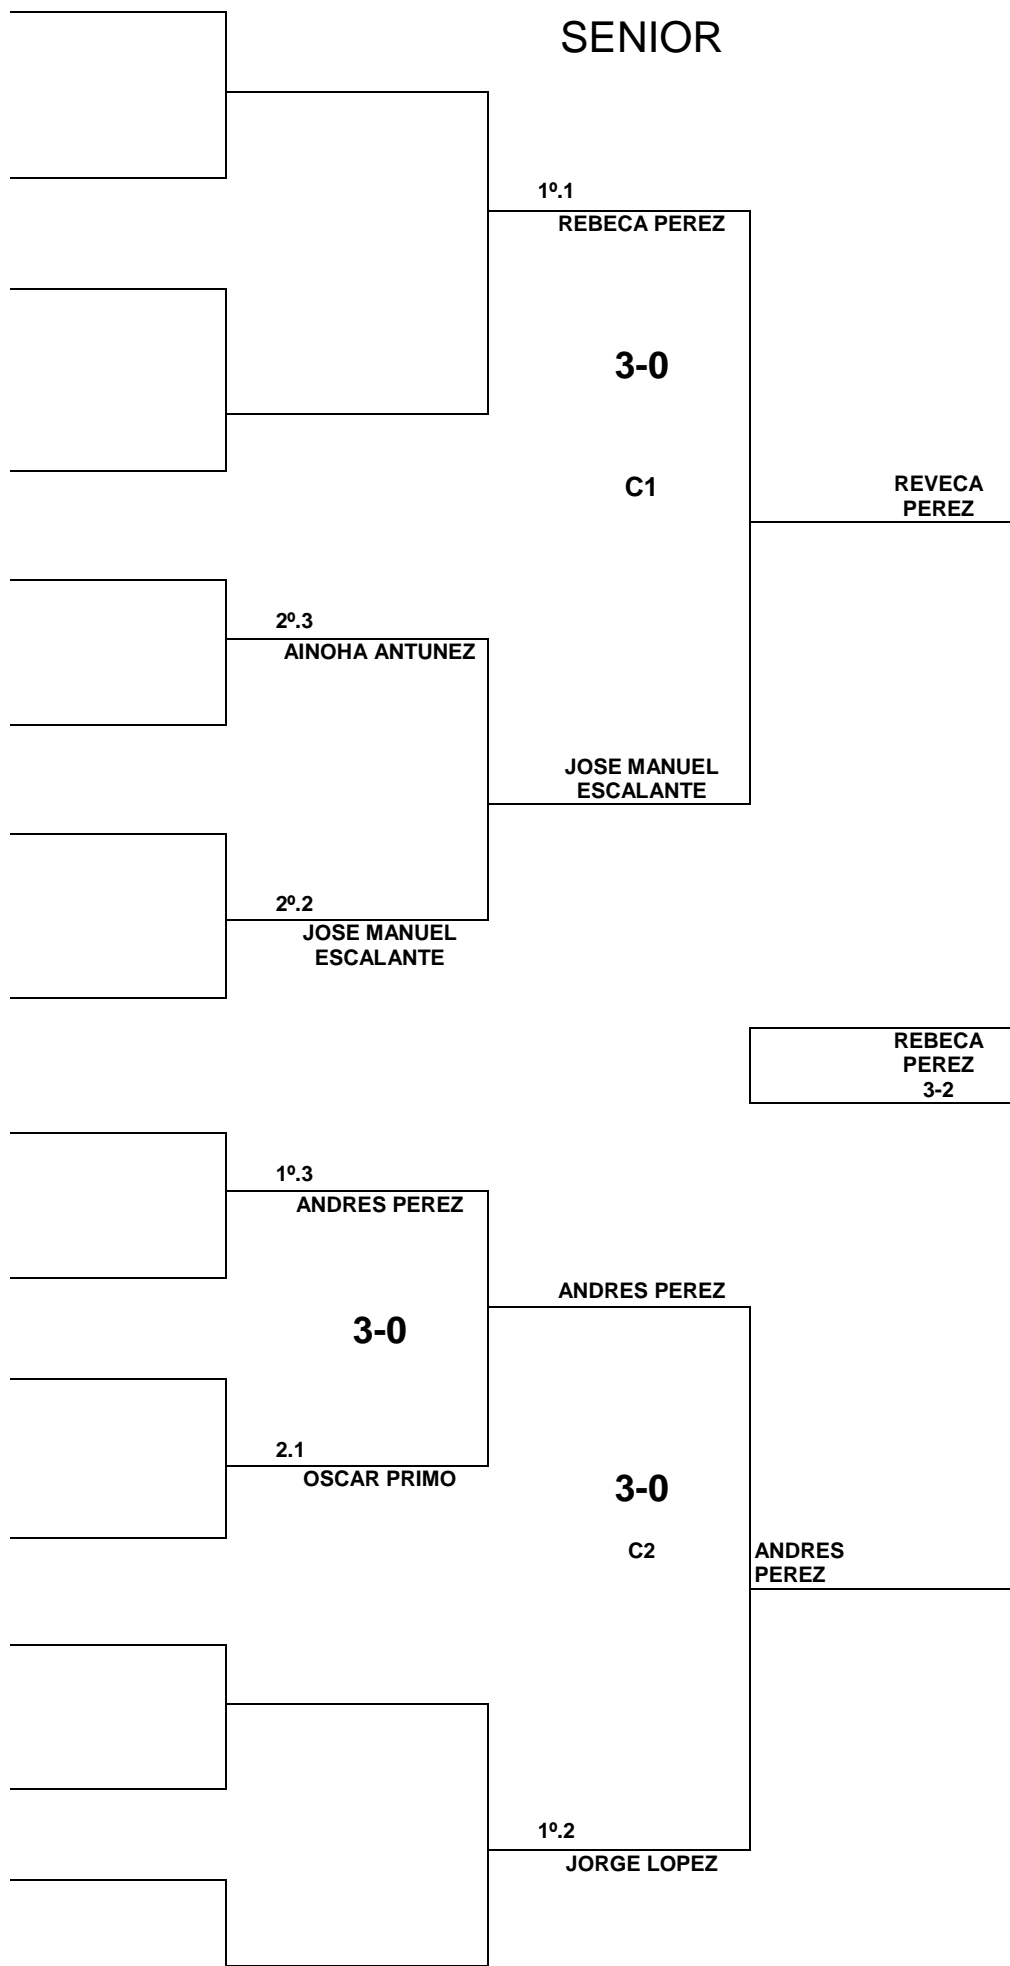 SENIOR
1º.1
REBECA PEREZ
3-0
C1
REVECA
PEREZ
2º.3
AINOHA ANTUNEZ
JOSE MANUEL
ESCALANTE
2º.2
JOSE MANUEL
ESCALANTE
REBECA
PEREZ
3-2
1º.3
ANDRES PEREZ
ANDRES PEREZ
3-0
2.1
OSCAR PRIMO
3-0
C2
ANDRES
PEREZ
1º.2
JORGE LOPEZ